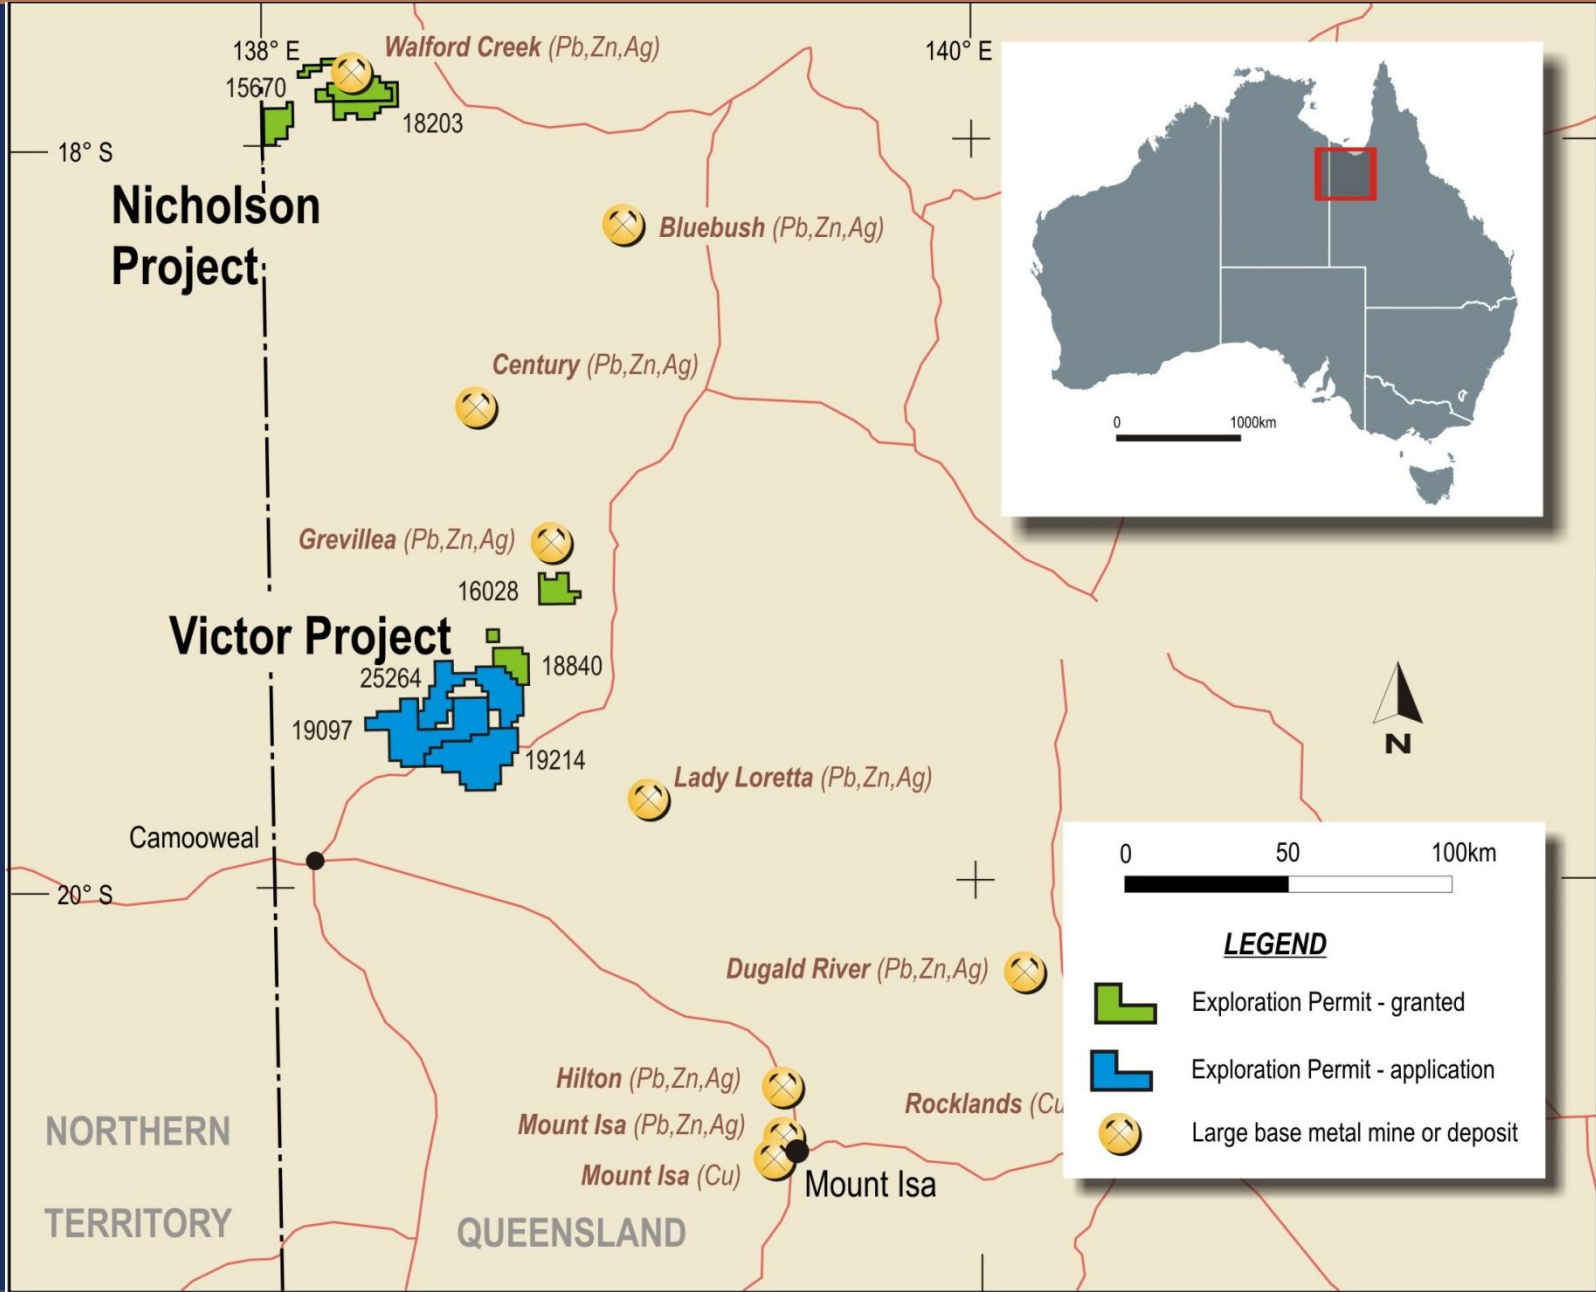 138° E
Walford Creek (Pb,Zn,Ag)
140° E
15670
18203
18° S
Nicholson
Project
Bluebush (Pb,Zn,Ag)
Century (Pb,Zn,Ag)
0 1000km
Grevillea (Pb,Zn,Ag)
16028
Victor Project
18840
25264
19097
19214
N
Lady Loretta (Pb,Zn,Ag)
Camooweal
20° S
0 50 100km
LEGEND
Exploration Permit - granted
Exploration Permit - application
Large base metal mine or deposit
Dugald River (Pb,Zn,Ag)
Hilton (Pb,Zn,Ag)
Rocklands (Cu
Mount Isa (Pb,Zn,Ag)
Mount Isa (Cu)
Mount Isa
NORTHERN
TERRITORY
QUEENSLAND